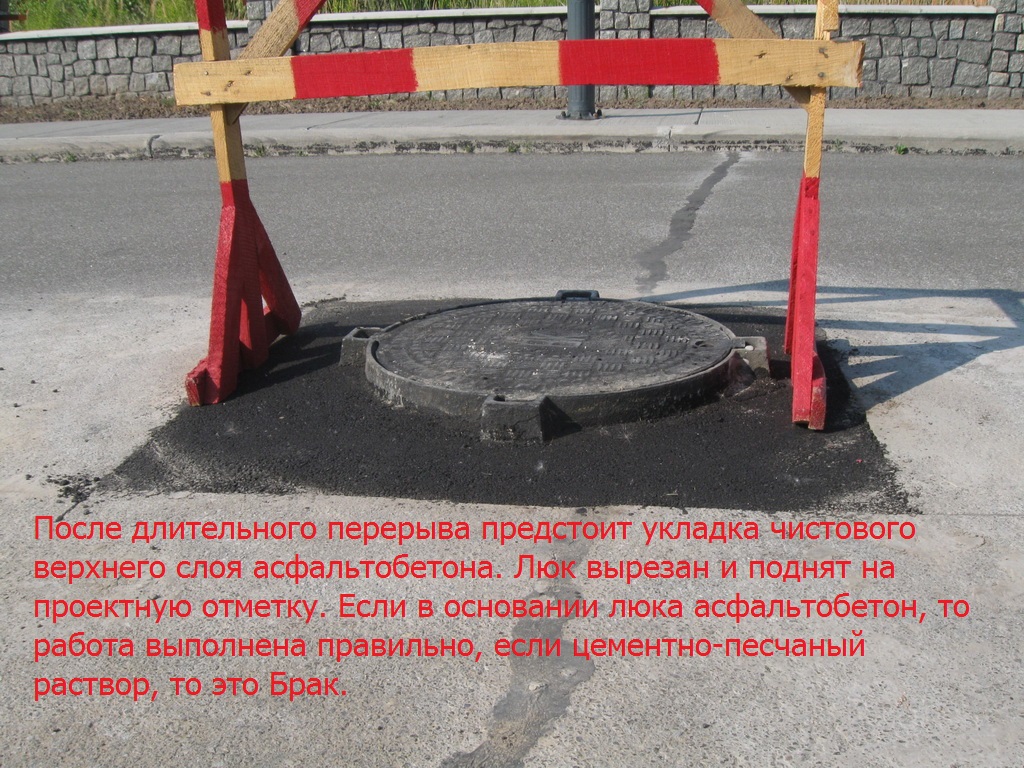 После длительного перерыва предстоит укладка чистового
верхнего слоя асфальтобетона. Люк вырезан и поднят на
проектную отметку. Если в основании люка асфальтобетон, то
работа выполнена правильно, если цементно-песчаный
раствор, то это Брак.